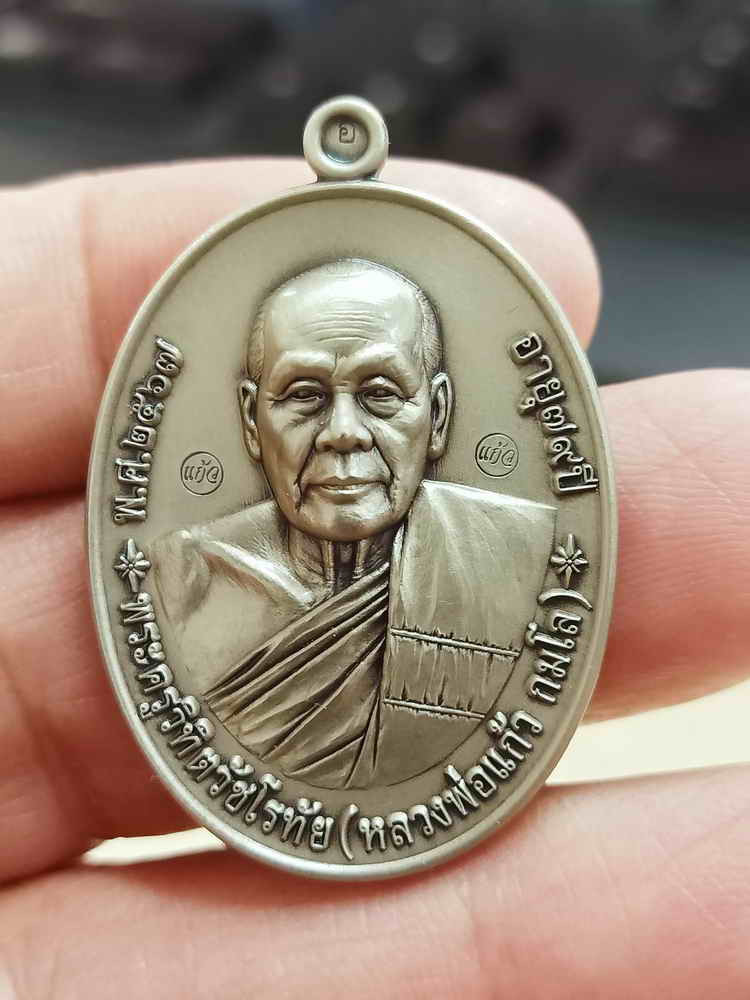 อ
พ.ศ.๒๕๖๗
อายุ๗๙ปี
แก้ว
แก้ว
พระครูวิทิตวัชโรทัย (หลวงพ่อแก้ว กมโล)